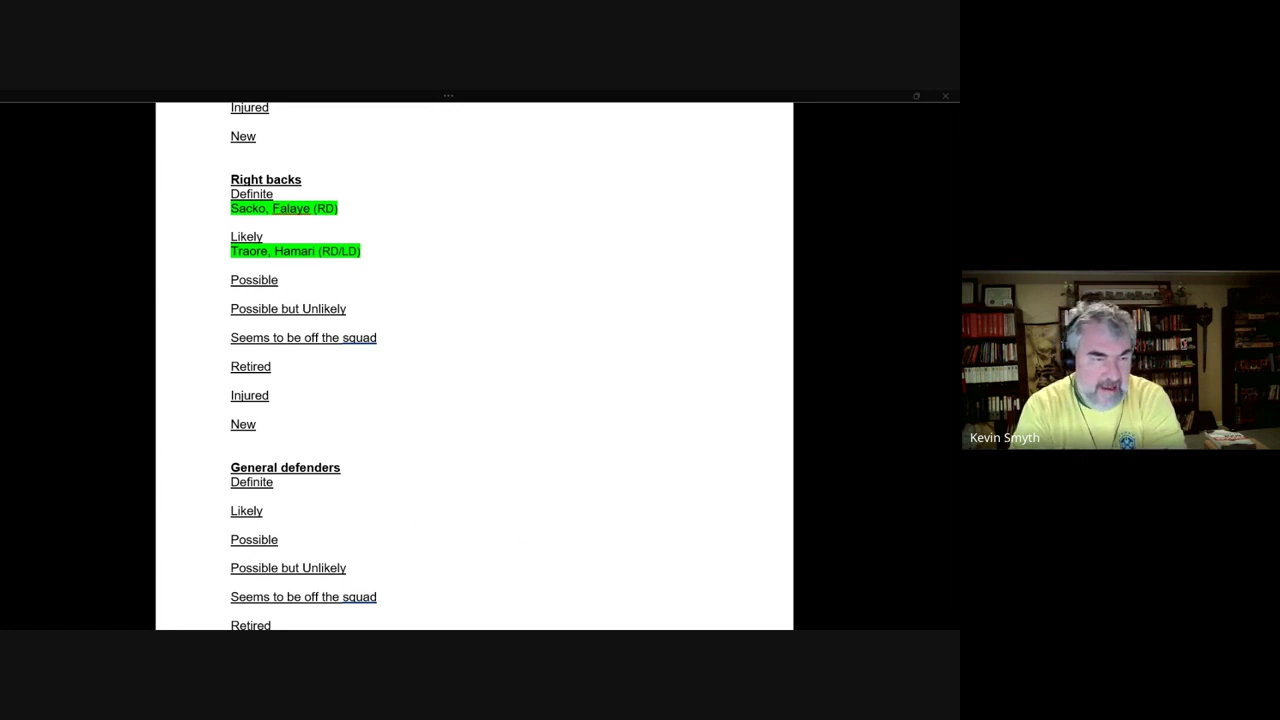 Injured
New
Right backs
Definite
Sacko, Falaye (RD)
Likely
Traore, Hamari (RD/LD)
Possible
Possible but Unlikely
Seems to be off the squad
Retired
Injured
New
General defenders
Definite
Likely
Possible
Possible but Unlikely
Seems to be off the squad
Retired
Kevin Smyth